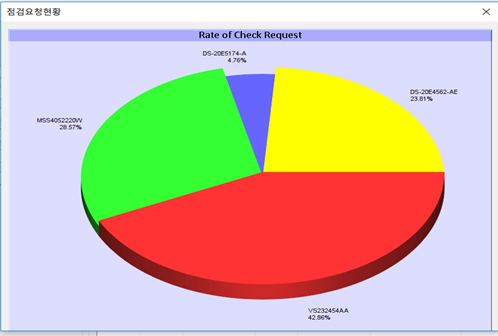 점검요청현황
Rate of Check Request
DS-20E5174-A
4.76%
DS-20E4562-AE
23.81%
MSS4052220W
28.57%
VS232454AA
42.86%